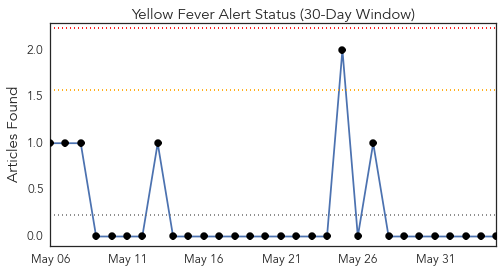 Yellow Fever Alert Status (30-Day Window)
Articles Found
2.0
1.5
1.0
0.5
0.0
May 06 May 11 May 16 May 21 May 26 May 31